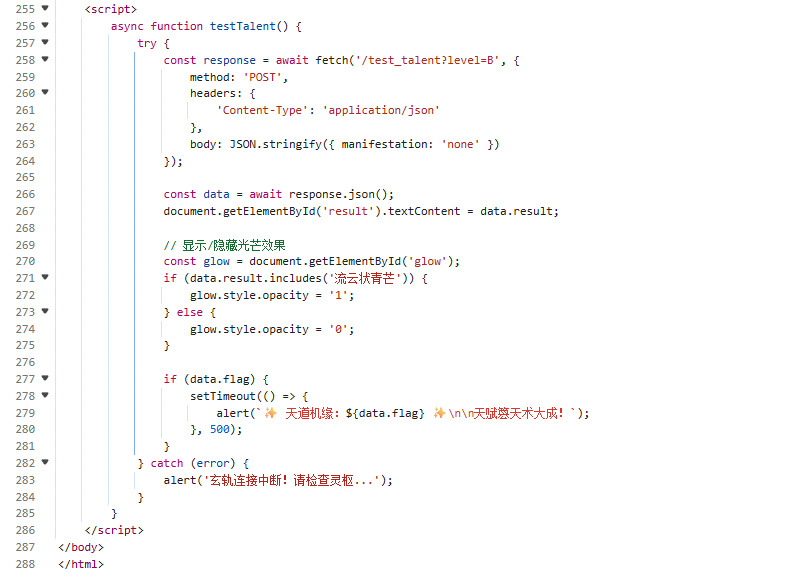 255 <script>
256 async function testTalent() {
257 try {
258 const response = await fetch('/test_talent?level=B', {
259 method: 'POST',
260 headers: {
261 'Content-Type': 'application/json'
262 },
263 body: JSON.stringify({ manifestation: 'none' })
264 });
265
266 const data = await response.json();
267 document.getElementById('result').textContent = data.result;
268
269 // 显示/隐藏光芒效果
270 const glow = document.getElementById('glow');
271 if (data.result.includes('流云状青芒')) {
272 glow.style.opacity = '1';
273 } else {
274 glow.style.opacity = '0';
275 }
276
277 if (data.flag) {
278 setTimeout(() => {
279 alert(`✨ 天道机缘：${data.flag} ✨\n\n天赋篡天术大成！`);
280 }, 500);
281 }
282 } catch (error) {
283 alert('玄轨连接中断！请检查灵枢...');
284 }
285 }
286 </script>
287 </body>
288 </html>